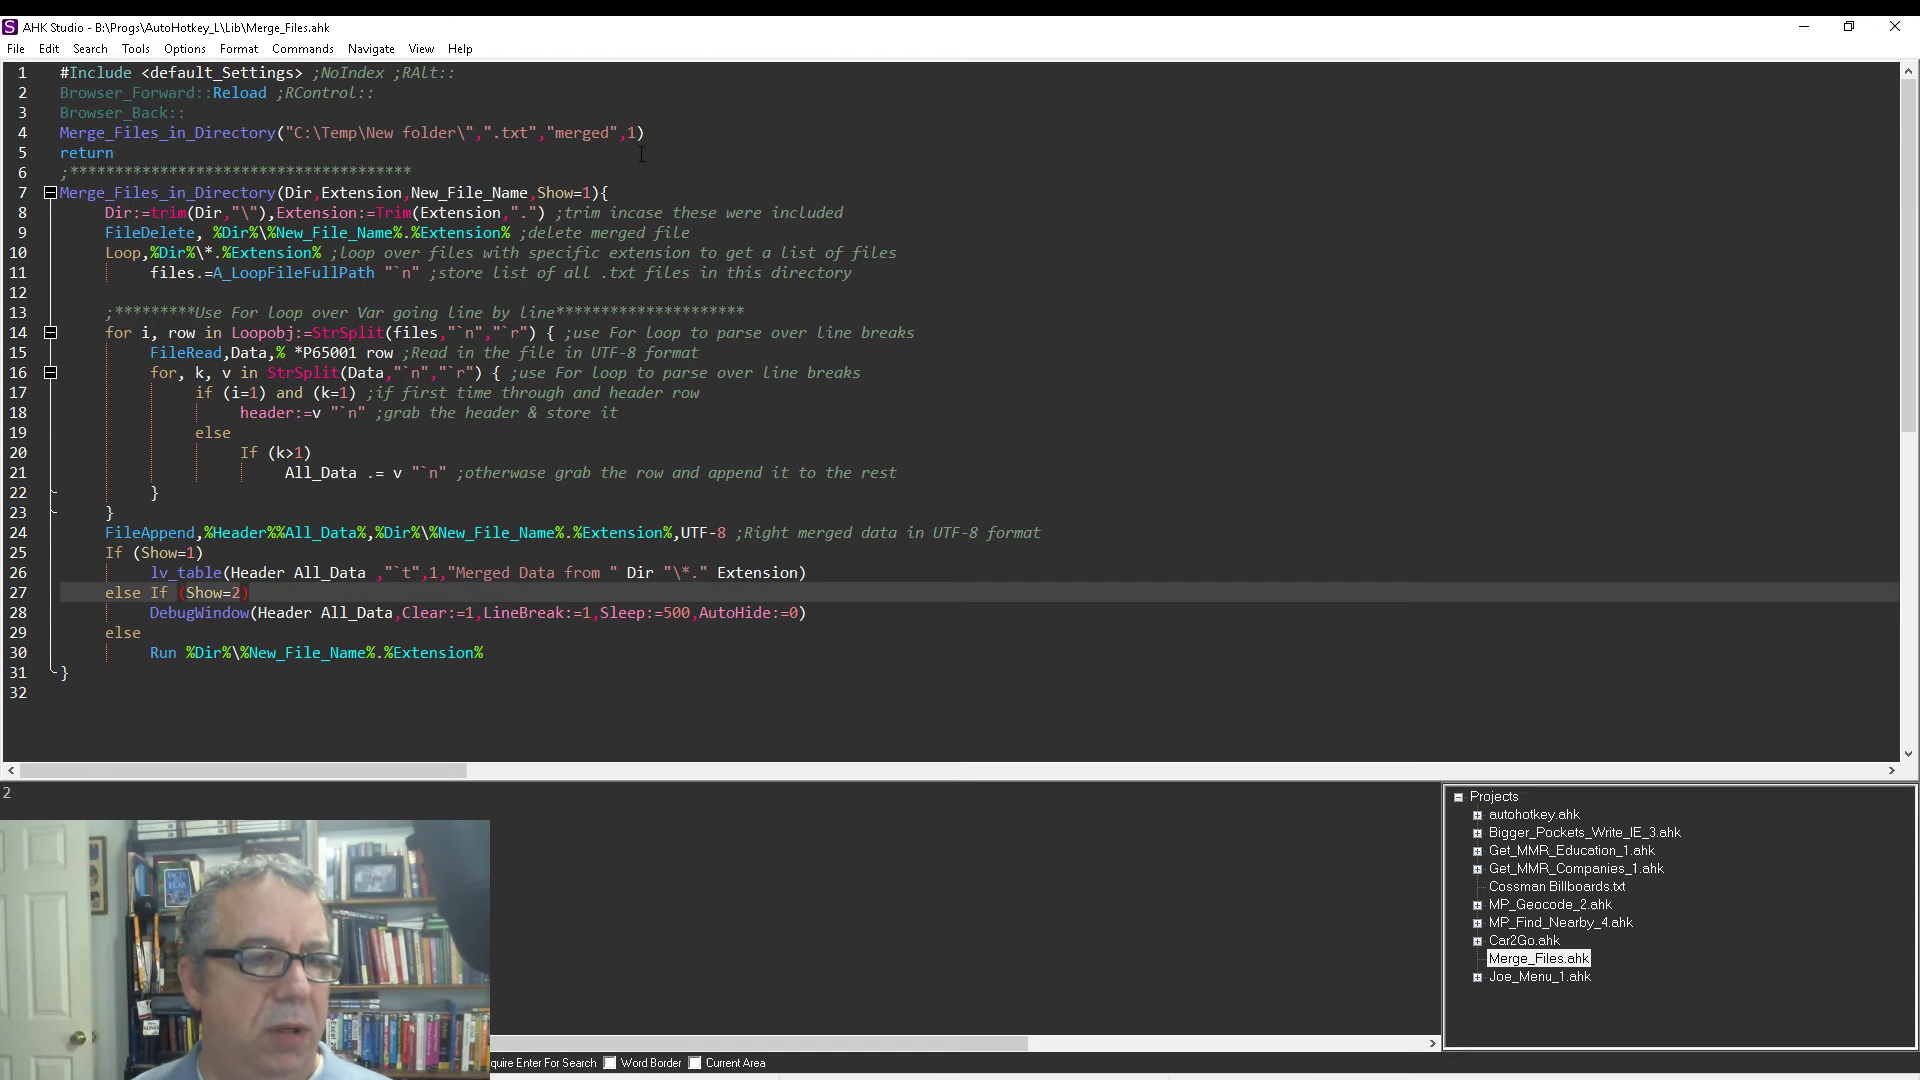 AHK Studio - B:\Progs\AutoHotkey_L\Lib\Merge_Files.ahk
File Edit Search Tools Options Format Commands Navigate View Help
1 #Include <default_Settings> ;NoIndex ;RAlt::
2 Browser_Forward::Reload ;RControl::
3 Browser_Back::
4 Merge_Files_in_Directory("C:\Temp\New folder\",".txt","merged",1)
5 return
6 ;**************************************
7 Merge_Files_in_Directory(Dir,Extension,New_File_Name,Show=1){
8 Dir:=trim(Dir,"\"),Extension:=Trim(Extension,".") ;trim incase these were included
9 FileDelete, %Dir%\%New_File_Name%.%Extension% ;delete merged file
10 Loop,%Dir%\*.%Extension% ;loop over files with specific extension to get a list of files
11 files.=A_LoopFileFullPath "`n" ;store list of all .txt files in this directory
12
13 ;*********Use For loop over Var going line by line*********************
14 for i, row in Loopobj:=StrSplit(files,"`n","`r") { ;use For loop to parse over line breaks
15 FileRead,Data,% *P65001 row ;Read in the file in UTF-8 format
16 for, k, v in StrSplit(Data,"`n","`r") { ;use For loop to parse over line breaks
17 if (i=1) and (k=1) ;if first time through and header row
18 header:=v "`n" ;grab the header & store it
19 else
20 If (k>1)
21 All_Data .= v "`n" ;otherwase grab the row and append it to the rest
22 }
23 }
24 FileAppend,%Header%%All_Data%,%Dir%\%New_File_Name%.%Extension%,UTF-8 ;Right merged data in UTF-8 format
25 If (Show=1)
26 lv_table(Header All_Data ,"`t",1,"Merged Data from " Dir "\*." Extension)
27 else If (Show=2)
28 DebugWindow(Header All_Data,Clear:=1,LineBreak:=1,Sleep:=500,AutoHide:=0)
29 else
30 Run %Dir%\%New_File_Name%.%Extension%
31 }
32
2
Projects
autohotkey.ahk
Bigger_Pockets_Write_IE_3.ahk
Get_MMR_Education_1.ahk
Get_MMR_Companies_1.ahk
Cossman Billboards.txt
MP_Geocode_2.ahk
MP_Find_Nearby_4.ahk
Car2Go.ahk
Merge_Files.ahk
Joe_Menu_1.ahk
quire Enter For Search Word Border Current Area